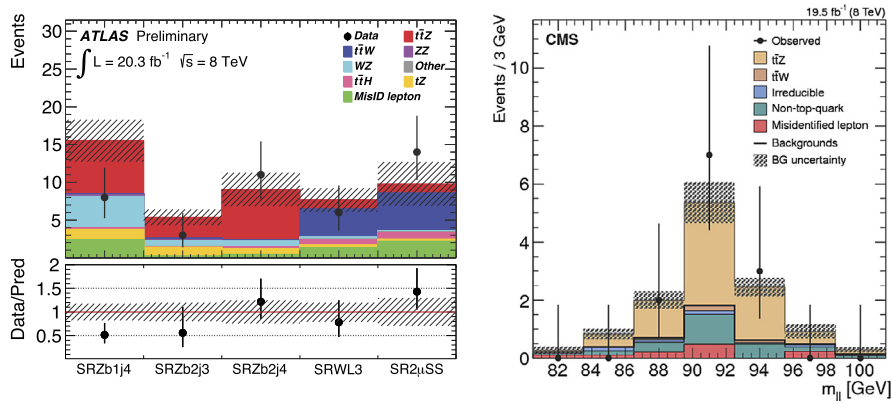 ATLAS Preliminary
∫ L = 20.3 fb⁻¹ √s = 8 TeV
Data
tt̄Z
tt̄W
ZZ
WZ
Other
tt̄H
tZ
MisID lepton
Events
30
25
20
15
10
5
Data/Pred
2
1.5
1
0.5
SRZb1j4
SRZb2j3
SRZb2j4
SRWL3
SR2μSS
19.5 fb⁻¹ (8 TeV)
CMS
Observed
tt̄Z
tt̄W
Irreducible
Non-top-quark
Misidentified lepton
Backgrounds
BG uncertainty
Events / 3 GeV
10
8
6
4
2
0
82 84 86 88 90 92 94 96 98 100
m_ll [GeV]